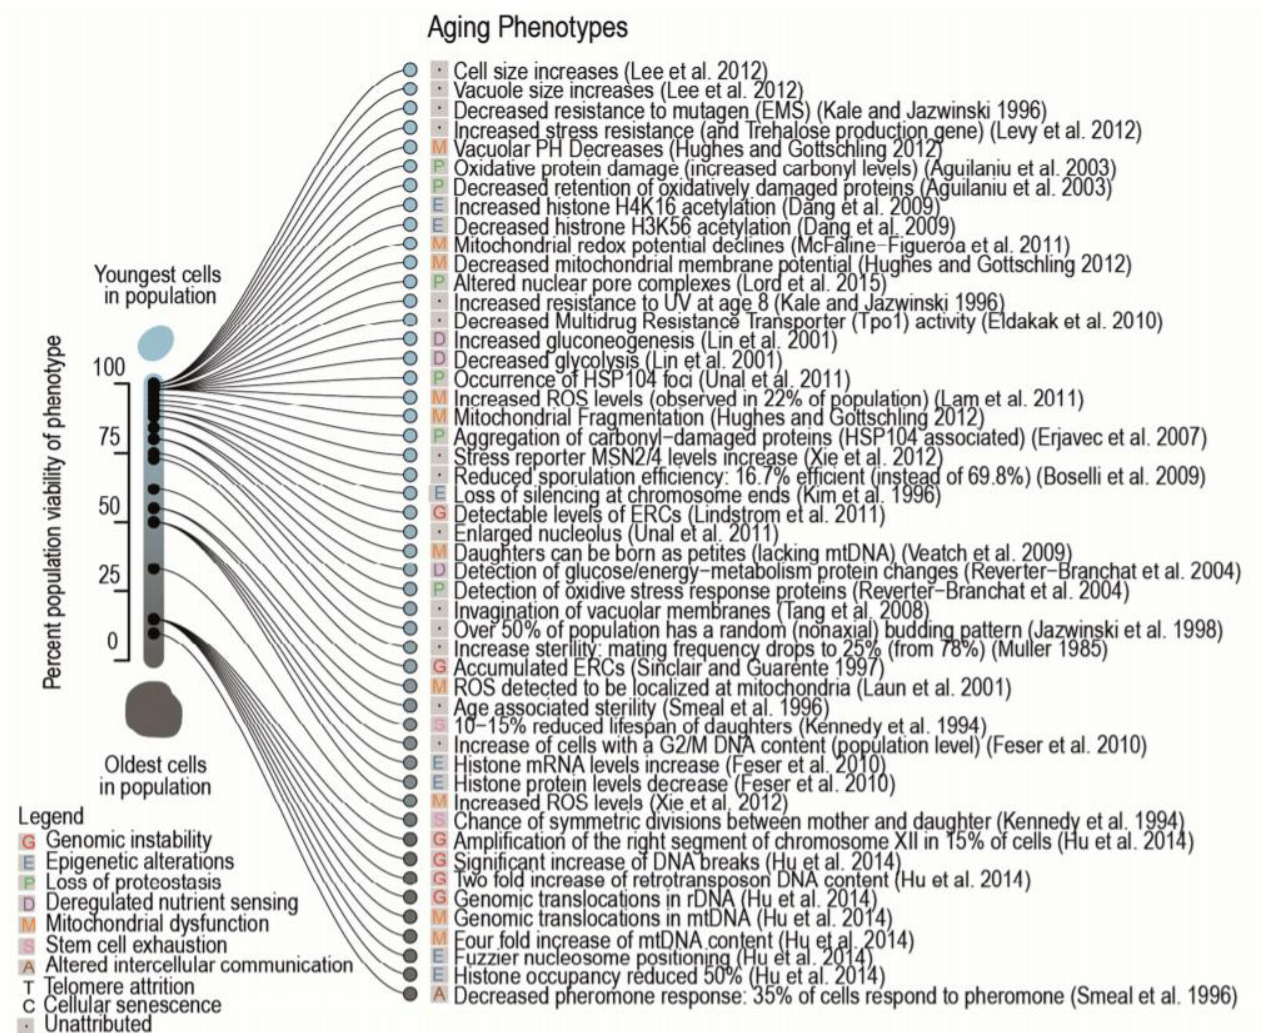 Aging Phenotypes
· Cell size increases (Lee et al. 2012)
· Vacuole size increases (Lee et al. 2012)
· Decreased resistance to mutagen (EMS) (Kale and Jazwinski 1996)
· Increased stress resistance (and Trehalose production gene) (Levy et al. 2012)
M Vacuolar PH Decreases (Hughes and Gottschling 2012)
P Oxidative protein damage (increased carbonyl levels) (Aguilaniu et al. 2003)
P Decreased retention of oxidatively damaged proteins (Aguilaniu et al. 2003)
E Increased histone H4K16 acetylation (Dang et al. 2009)
E Decreased histrone H3K56 acetylation (Dang et al. 2009)
M Mitochondrial redox potential declines (McFaline-Figueroa et al. 2011)
M Decreased mitochondrial membrane potential (Hughes and Gottschling 2012)
P Altered nuclear pore complexes (Lord et al. 2015)
· Increased resistance to UV at age 8 (Kale and Jazwinski 1996)
· Decreased Multidrug Resistance Transporter (Tpo1) activity (Eldakak et al. 2010)
D Increased gluconeogenesis (Lin et al. 2001)
D Decreased glycolysis (Lin et al. 2001)
P Occurrence of HSP104 foci (Unal et al. 2011)
M Increased ROS levels (observed in 22% of population) (Lam et al. 2011)
M Mitochondrial Fragmentation (Hughes and Gottschling 2012)
P Aggregation of carbonyl-damaged proteins (HSP104 associated) (Erjavec et al. 2007)
· Stress reporter MSN2/4 levels increase (Xie et al. 2012)
· Reduced sporulation efficiency: 16.7% efficient (instead of 69.8%) (Boselli et al. 2009)
E Loss of silencing at chromosome ends (Kim et al. 1996)
G Detectable levels of ERCs (Lindstrom et al. 2011)
· Enlarged nucleolus (Unal et al. 2011)
M Daughters can be born as petites (lacking mtDNA) (Veatch et al. 2009)
D Detection of glucose/energy-metabolism protein changes (Reverter-Branchat et al. 2004)
P Detection of oxidive stress response proteins (Reverter-Branchat et al. 2004)
· Invagination of vacuolar membranes (Tang et al. 2008)
· Over 50% of population has a random (nonaxial) budding pattern (Jazwinski et al. 1998)
· Increase sterility: mating frequency drops to 25% (from 78%) (Muller 1985)
G Accumulated ERCs (Sinclair and Guarente 1997)
M ROS detected to be localized at mitochondria (Laun et al. 2001)
· Age associated sterility (Smeal et al. 1996)
S 10-15% reduced lifespan of daughters (Kennedy et al. 1994)
· Increase of cells with a G2/M DNA content (population level) (Feser et al. 2010)
E Histone mRNA levels increase (Feser et al. 2010)
E Histone protein levels decrease (Feser et al. 2010)
M Increased ROS levels (Xie et al. 2012)
S Chance of symmetric divisions between mother and daughter (Kennedy et al. 1994)
G Amplification of the right segment of chromosome XII in 15% of cells (Hu et al. 2014)
G Significant increase of DNA breaks (Hu et al. 2014)
G Two fold increase of retrotransposon DNA content (Hu et al. 2014)
G Genomic translocations in rDNA (Hu et al. 2014)
M Genomic translocations in mtDNA (Hu et al. 2014)
M Four fold increase of mtDNA content (Hu et al. 2014)
E Fuzzier nucleosome positioning (Hu et al. 2014)
E Histone occupancy reduced 50% (Hu et al. 2014)
A Decreased pheromone response: 35% of cells respond to pheromone (Smeal et al. 1996)
Youngest cells
in population
Percent population viability of phenotype
100
75
50
25
0
Oldest cells
in population
Legend
G Genomic instability
E Epigenetic alterations
P Loss of proteostasis
D Deregulated nutrient sensing
M Mitochondrial dysfunction
S Stem cell exhaustion
A Altered intercellular communication
T Telomere attrition
C Cellular senescence
· Unattributed